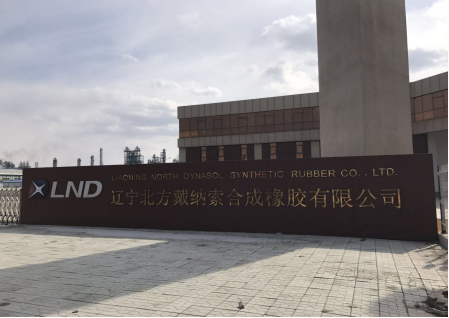 LIAONING NORTH DYNASOL SYNTHETIC RUBBER CO., LTD.
LND
辽宁北方戴纳索合成橡胶有限公司